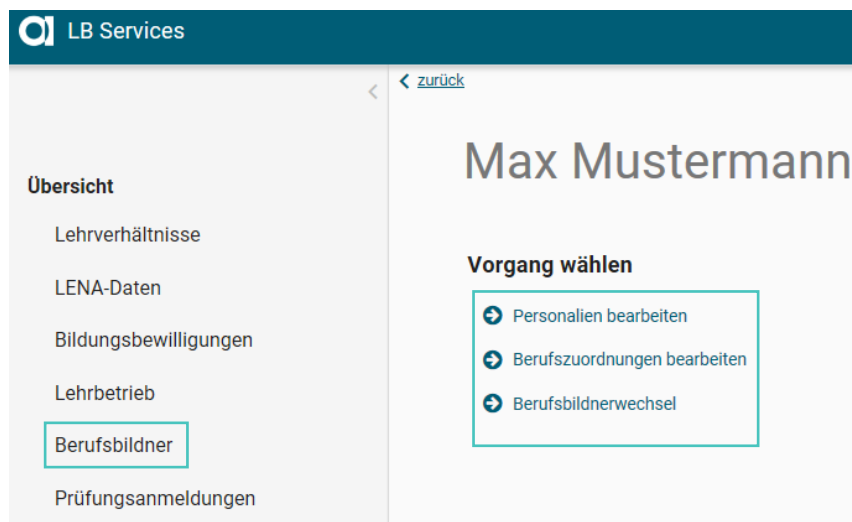 LB Services
zurück
Max Mustermann
Übersicht
Lehrverhältnisse
LENA-Daten
Bildungsbewilligungen
Lehrbetrieb
Berufsbildner
Prüfungsanmeldungen
Vorgang wählen
Personalien bearbeiten
Berufszuordnungen bearbeiten
Berufsbildnerwechsel